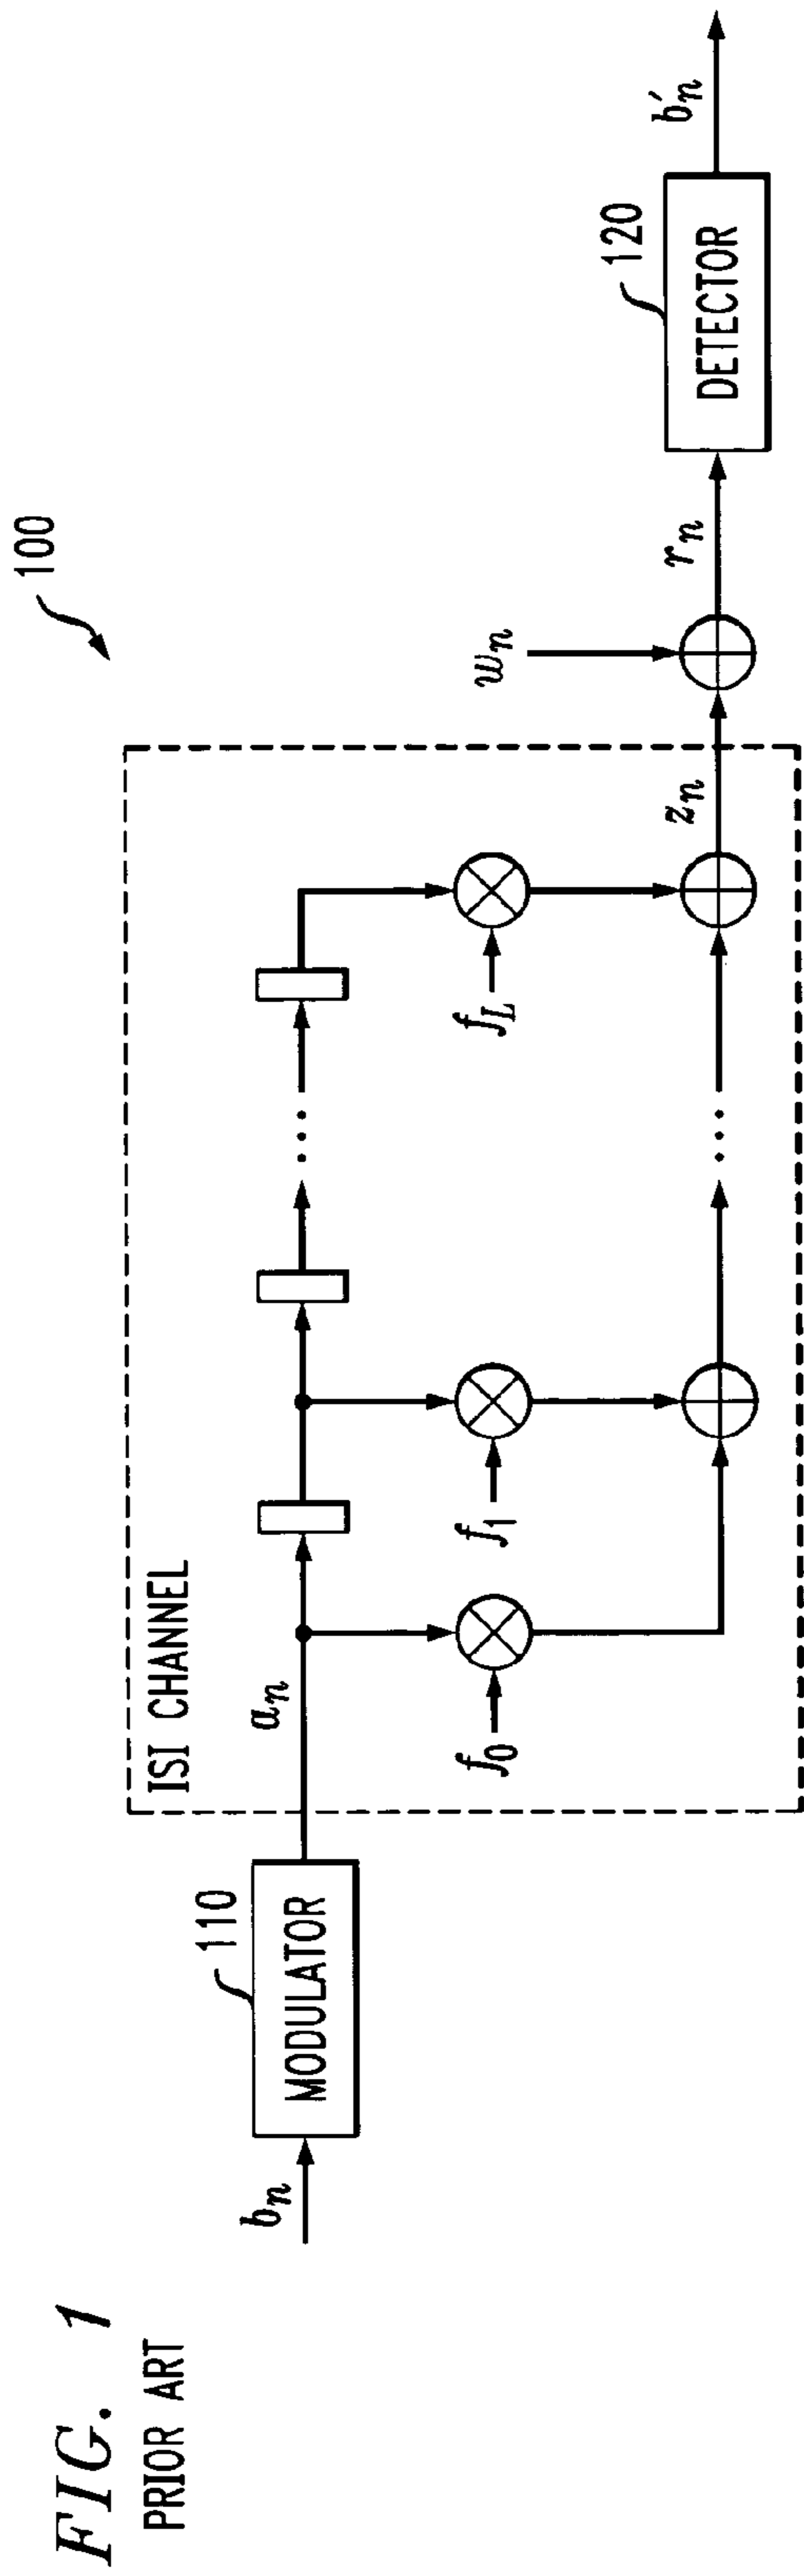 FIG. 1
PRIOR ART
100
ISI CHANNEL
b_n
110
MODULATOR
a_n
f_0
f_1
...
f_L
...
z_n
w_n
r_n
120
DETECTOR
b'_n